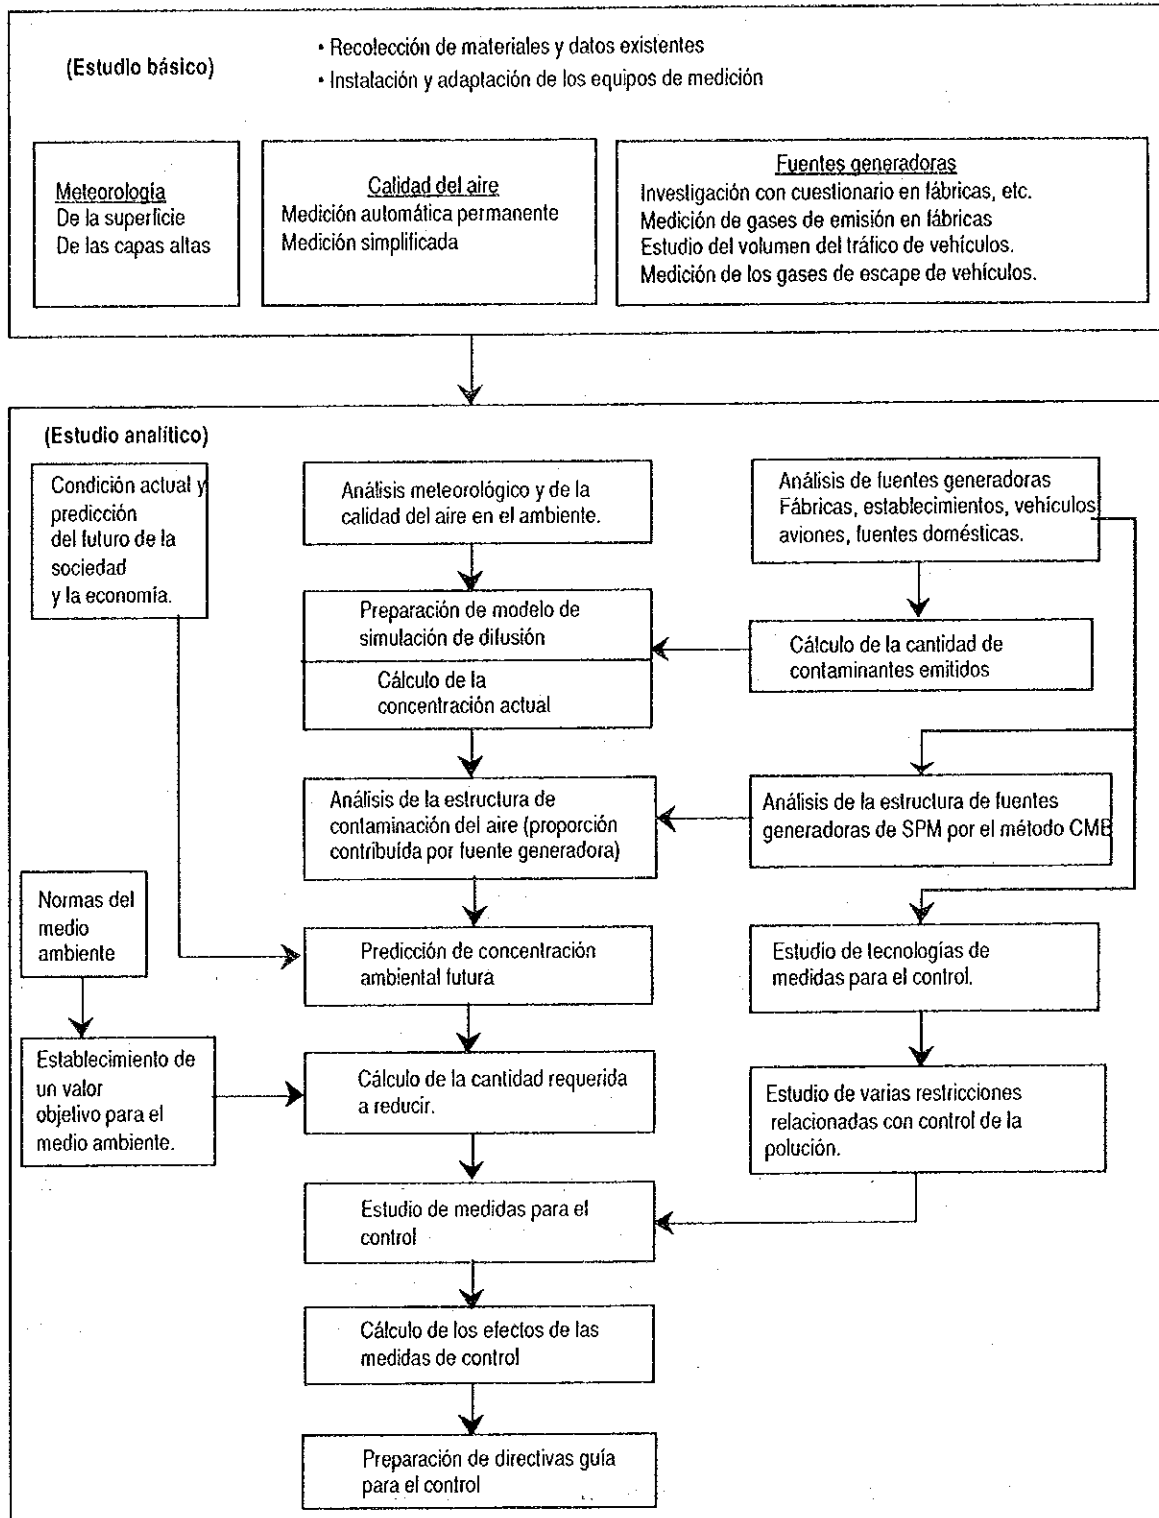 (Estudio básico)
• Recolección de materiales y datos existentes
• Instalación y adaptación de los equipos de medición
Meteorología
De la superficie
De las capas altas
Calidad del aire
Medición automática permanente
Medición simplificada
Fuentes generadoras
Investigación con cuestionario en fábricas, etc.
Medición de gases de emisión en fábricas
Estudio del volumen del tráfico de vehículos.
Medición de los gases de escape de vehículos.
(Estudio analítico)
Condición actual y
predicción
del futuro de la
sociedad
y la economía.
Análisis meteorológico y de la
calidad del aire en el ambiente.
Análisis de fuentes generadoras
Fábricas, establecimientos, vehículos
aviones, fuentes domésticas.
Preparación de modelo de
simulación de difusión
Cálculo de la
concentración actual
Cálculo de la cantidad de
contaminantes emitidos
Análisis de la estructura de
contaminación del aire (proporción
contribuída por fuente generadora)
Análisis de la estructura de fuentes
generadoras de SPM por el método CMB
Normas del
medio
ambiente
Predicción de concentración
ambiental futura
Estudio de tecnologías de
medidas para el control.
Establecimiento de
un valor
objetivo para el
medio ambiente.
Cálculo de la cantidad requerida
a reducir.
Estudio de varias restricciones
relacionadas con control de la
polución.
Estudio de medidas para el
control
Cálculo de los efectos de las
medidas de control
Preparación de directivas guía
para el control